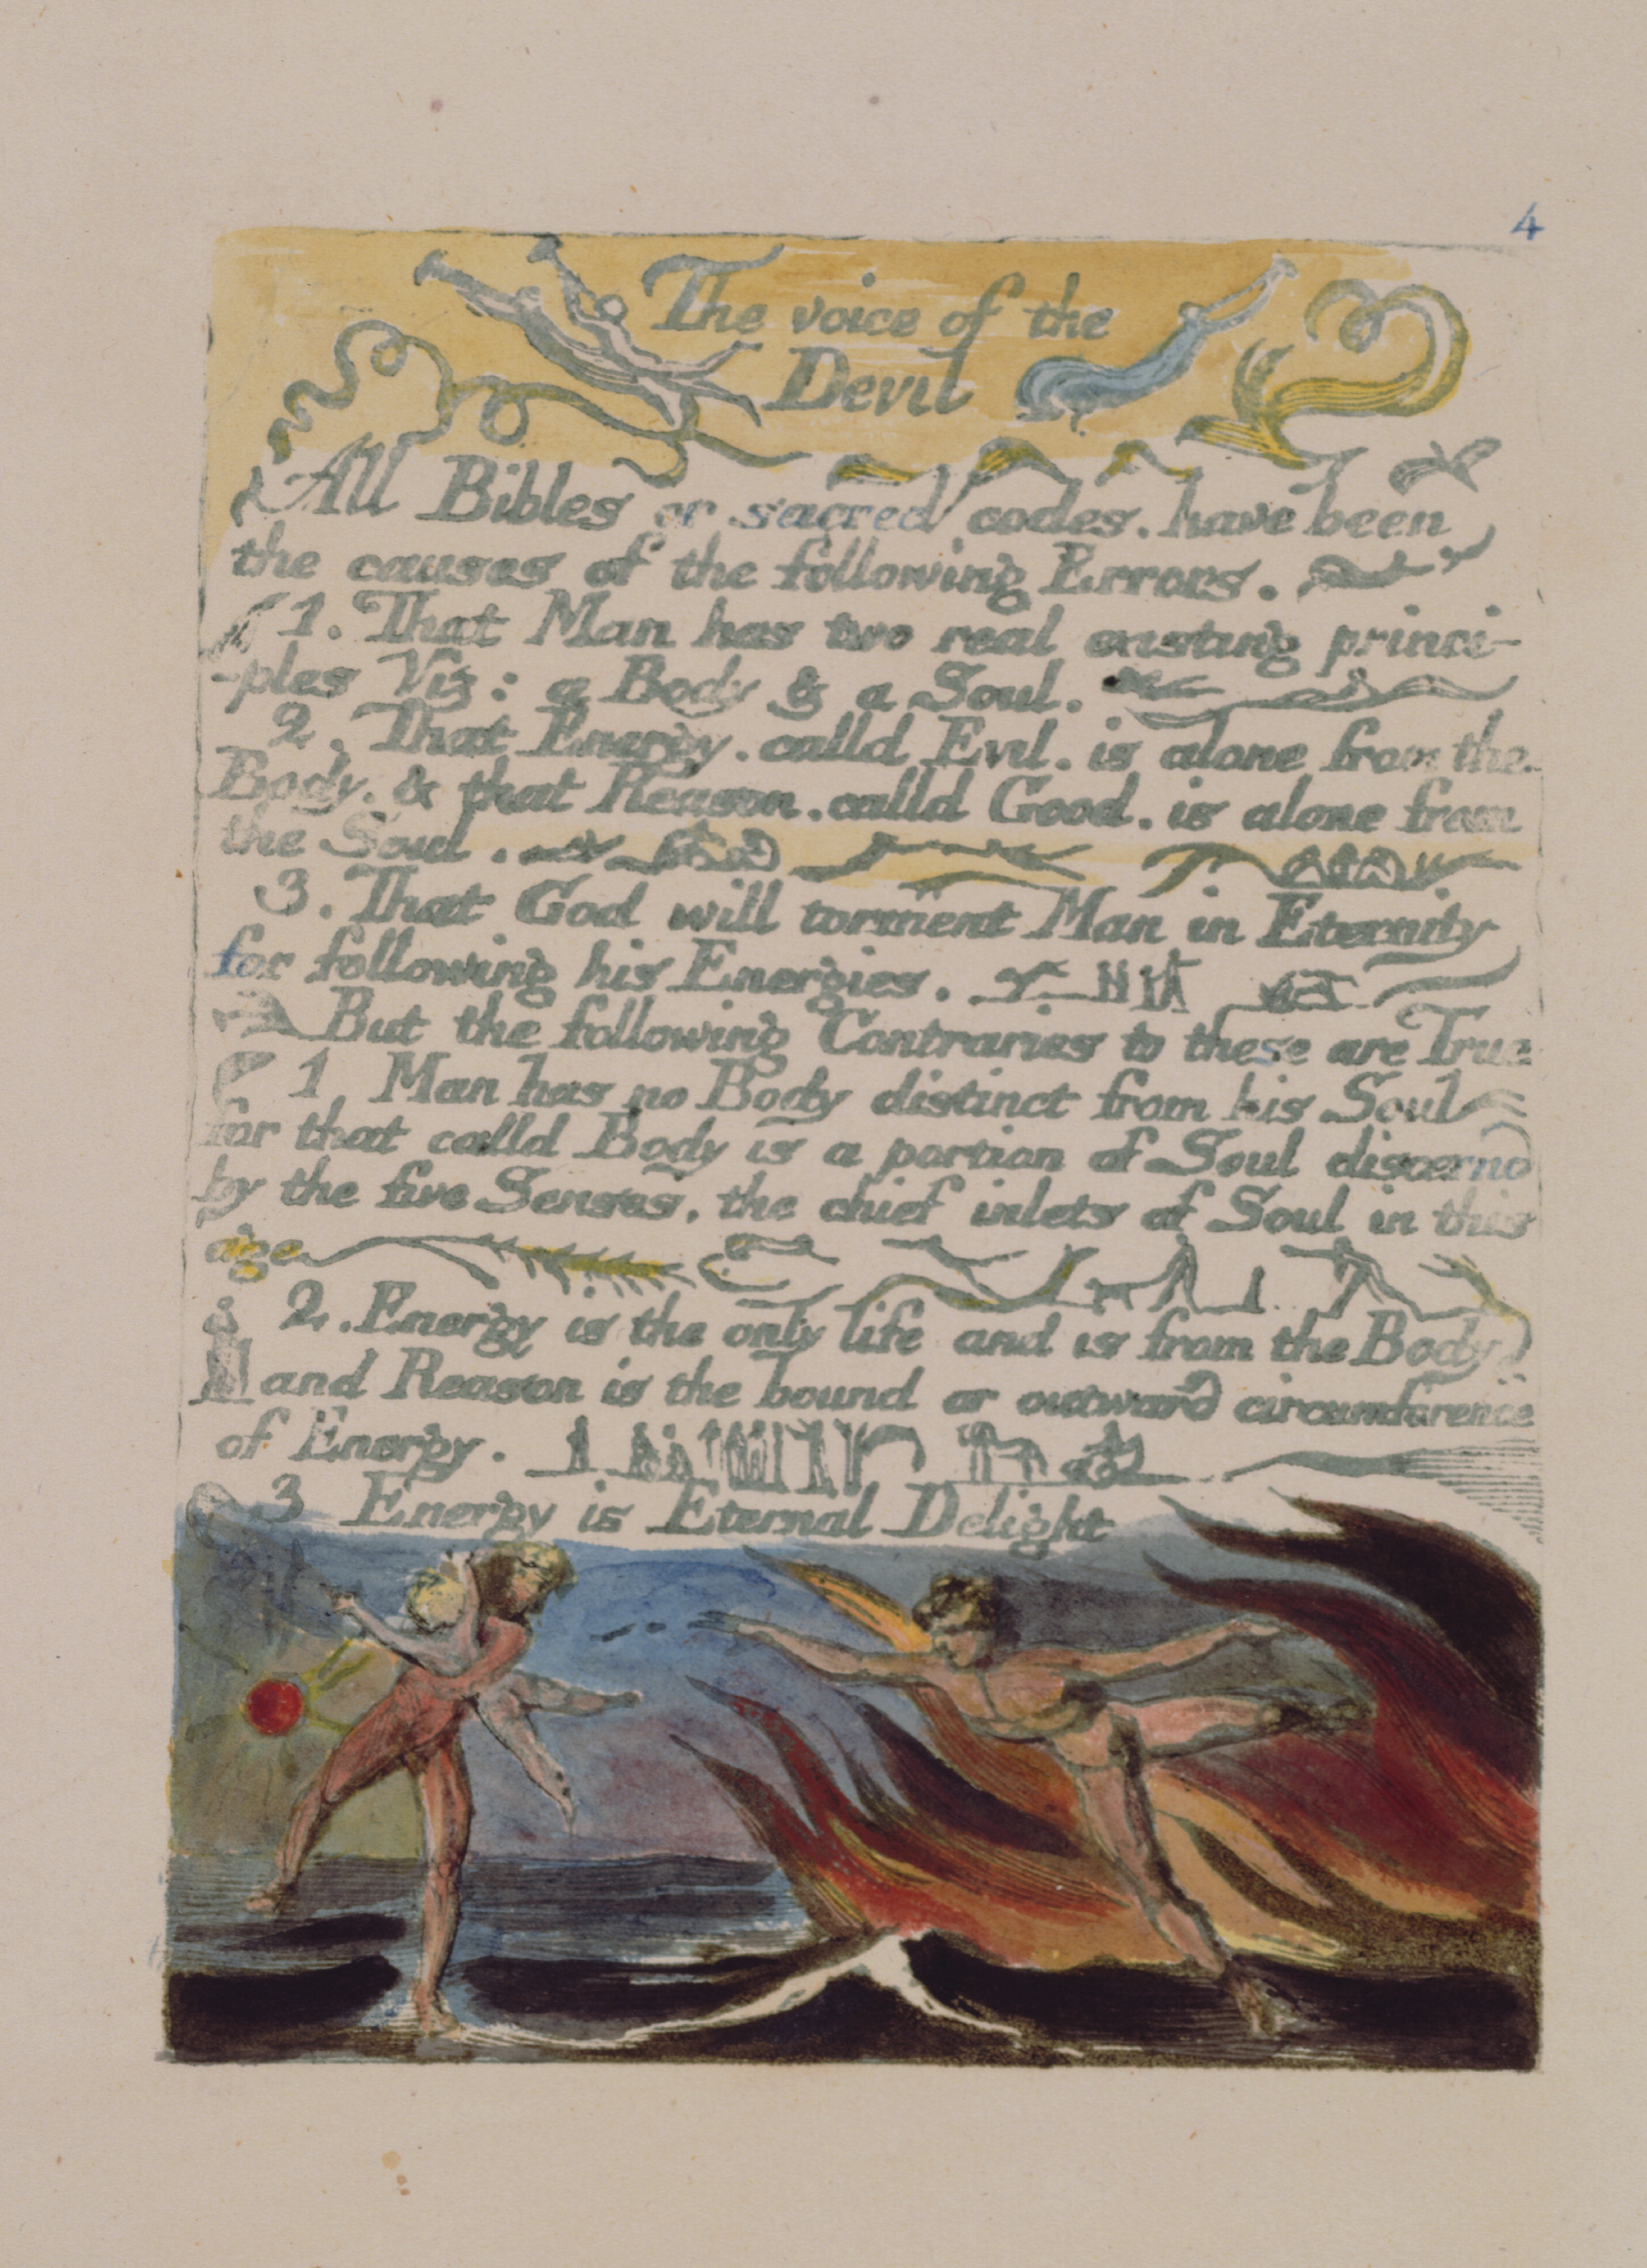 4
The voice of the
Devil
All Bibles or sacred codes. have been
the causes of the following Errors.
1. That Man has two real existing princi-
-ples Viz: a Body & a Soul.
2. That Energy. calld Evil. is alone from the
Body. & that Reason. calld Good. is alone from
the Soul.
3. That God will torment Man in Eternity
for following his Energies.
But the following Contraries to these are True
1 Man has no Body distinct from his Soul
for that calld Body is a portion of Soul discernd
by the five Senses. the chief inlets of Soul in this
age
2. Energy is the only life and is from the Body
and Reason is the bound or outward circumference
of Energy.
3 Energy is Eternal Delight